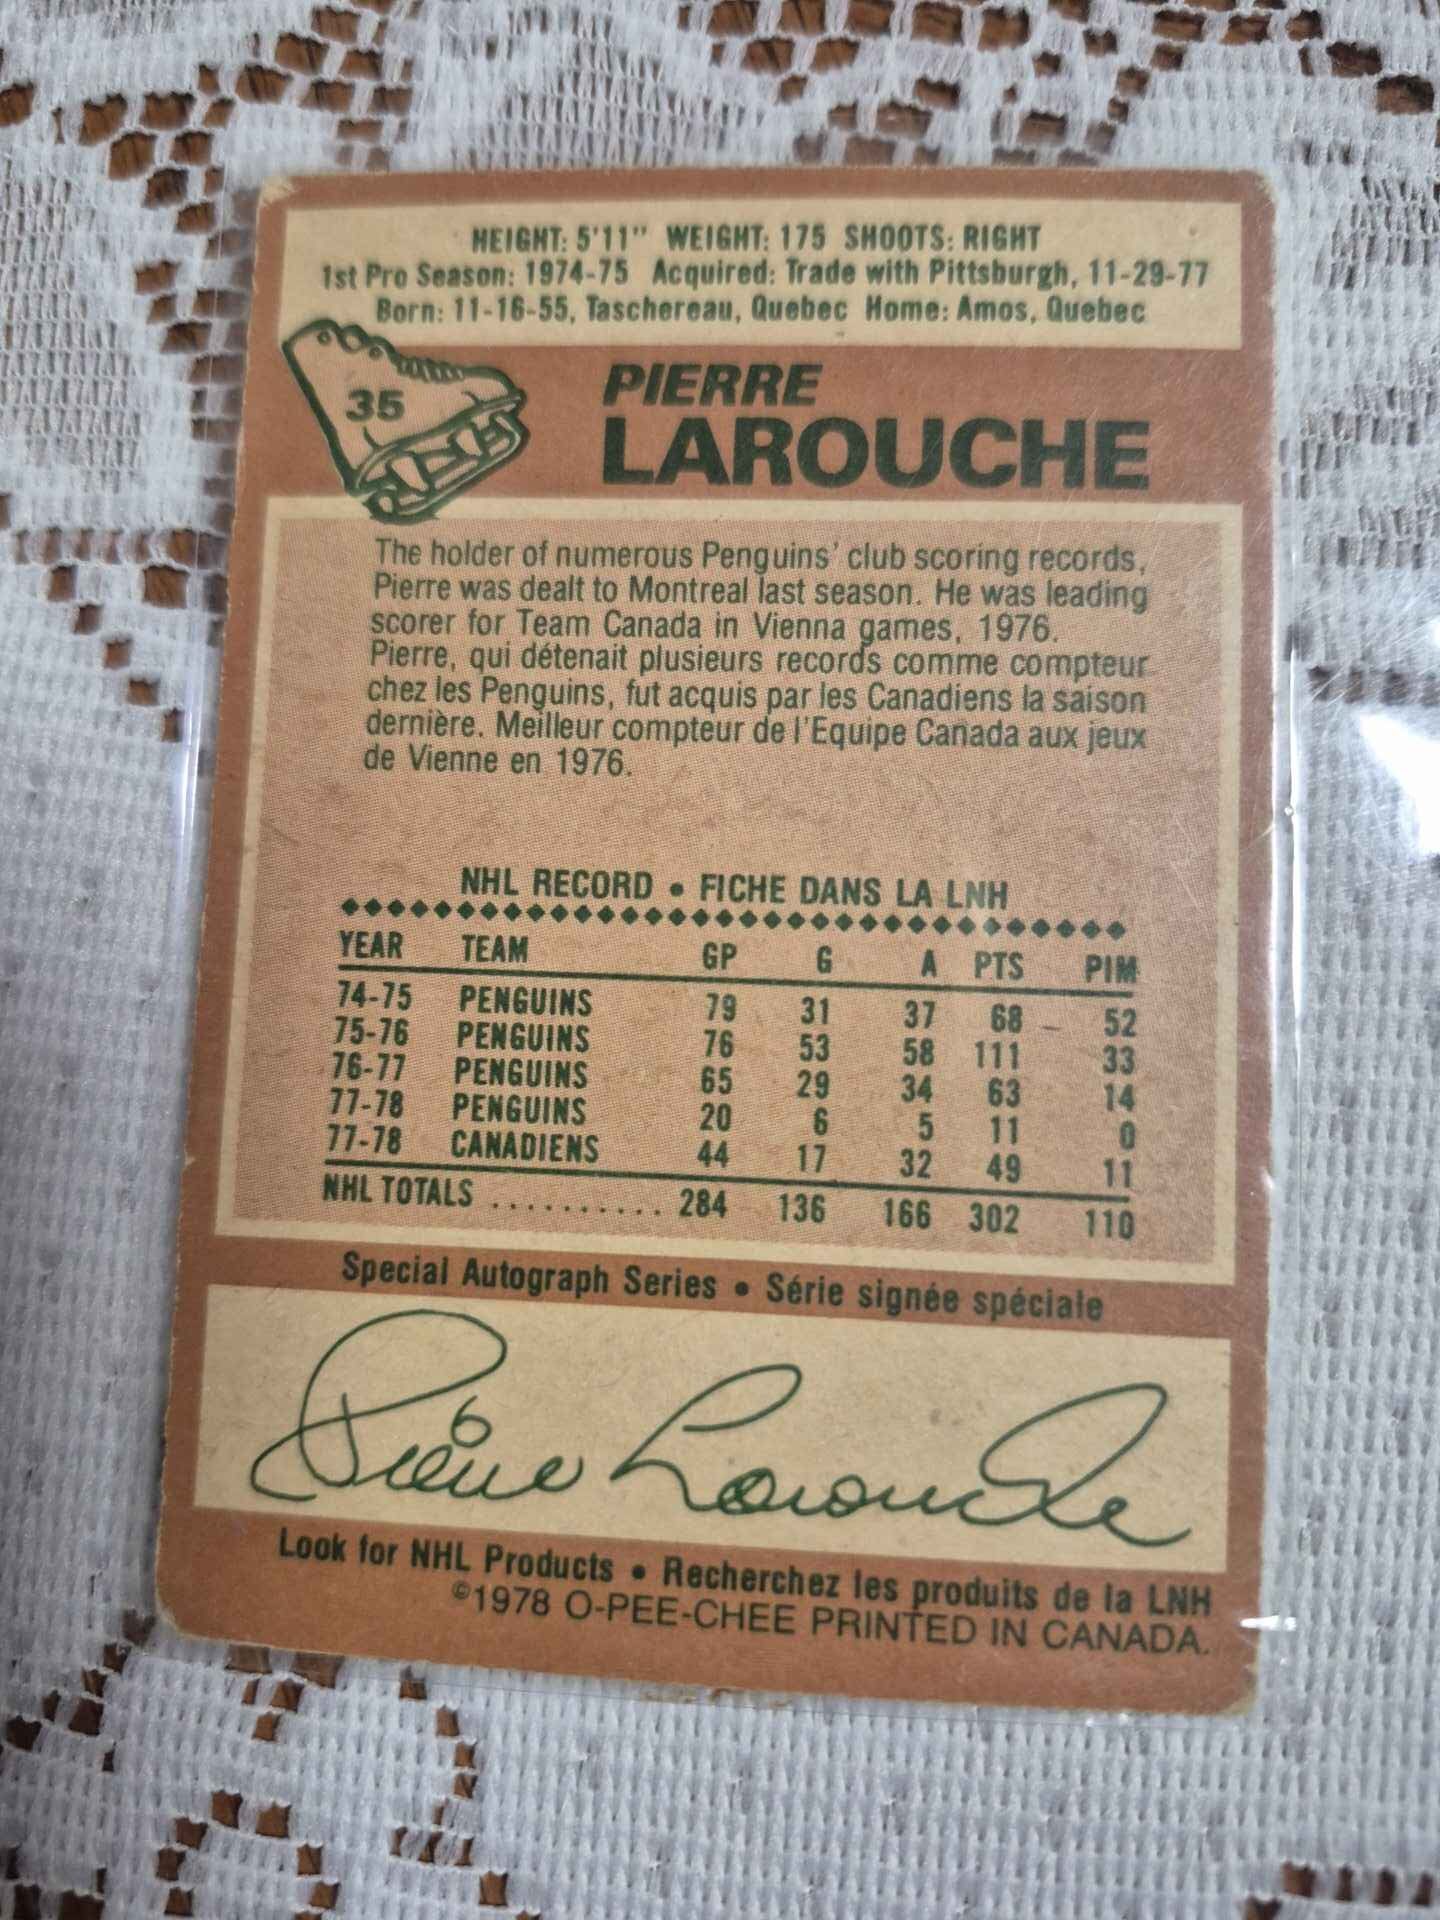 HEIGHT: 5'11" WEIGHT: 175 SHOOTS: RIGHT
1st Pro Season: 1974-75 Acquired: Trade with Pittsburgh, 11-29-77
Born: 11-16-55, Taschereau, Quebec Home: Amos, Quebec
35
PIERRE
LAROUCHE
The holder of numerous Penguins' club scoring records,
Pierre was dealt to Montreal last season. He was leading
scorer for Team Canada in Vienna games, 1976.
Pierre, qui détenait plusieurs records comme compteur
chez les Penguins, fut acquis par les Canadiens la saison
dernière. Meilleur compteur de l'Equipe Canada aux jeux
de Vienne en 1976.
NHL RECORD • FICHE DANS LA LNH
YEAR TEAM GP G A PTS PIM
74-75 PENGUINS 79 31 37 68 52
75-76 PENGUINS 76 53 58 111 33
76-77 PENGUINS 65 29 34 63 14
77-78 PENGUINS 20 6 5 11 0
77-78 CANADIENS 44 17 32 49 11
NHL TOTALS .......... 284 136 166 302 110
Special Autograph Series • Série signée spéciale
Pierre Larouche
Look for NHL Products • Recherchez les produits de la LNH
©1978 O-PEE-CHEE PRINTED IN CANADA.